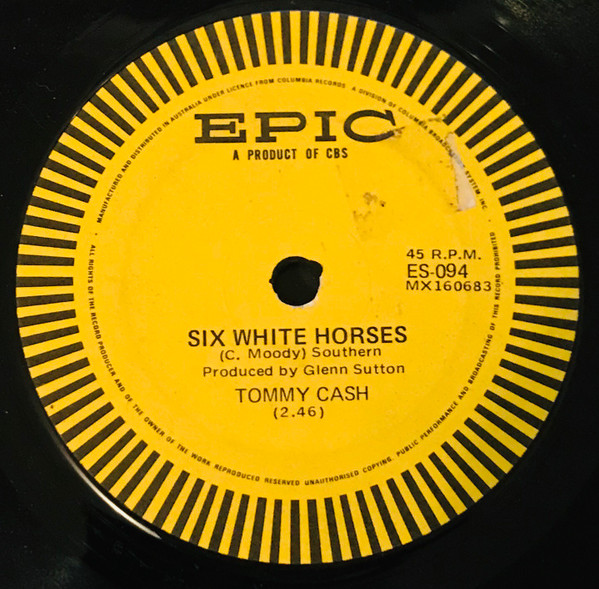 MANUFACTURED AND DISTRIBUTED IN AUSTRALIA UNDER LICENCE FROM COLUMBIA RECORDS A DIVISION OF COLUMBIA BROADCASTING SYSTEM, INC.
EPIC
A PRODUCT OF CBS
45 R.P.M.
ES-094
MX160683
SIX WHITE HORSES
(C. Moody) Southern
Produced by Glenn Sutton
TOMMY CASH
(2.46)
ALL RIGHTS OF THE RECORD PRODUCER AND OF THE OWNER OF THE WORK REPRODUCED RESERVED UNAUTHORISED COPYING, PUBLIC PERFORMANCE AND BROADCASTING OF THIS RECORD PROHIBITED